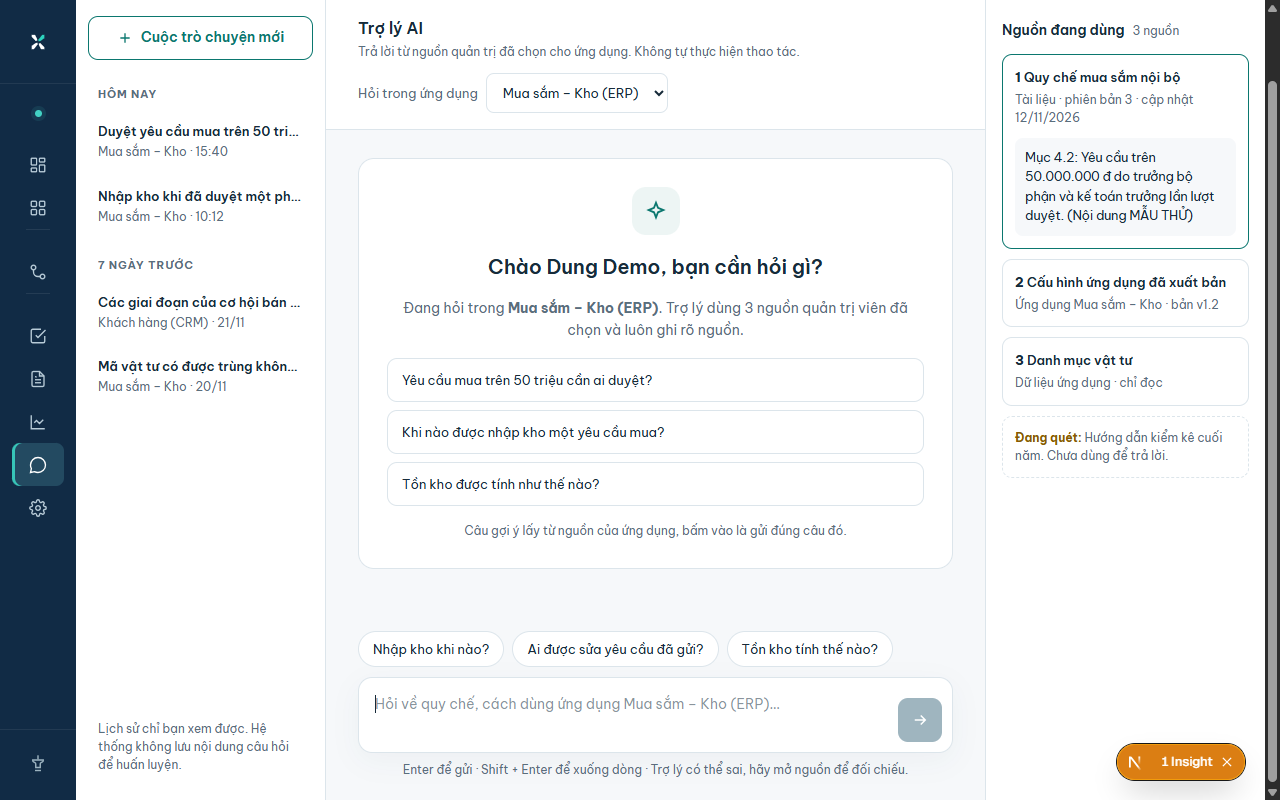 Cuộc trò chuyện mới
HÔM NAY
Duyệt yêu cầu mua trên 50 tri...
Mua sắm – Kho · 15:40
Nhập kho khi đã duyệt một ph...
Mua sắm – Kho · 10:12
7 NGÀY TRƯỚC
Các giai đoạn của cơ hội bán ...
Khách hàng (CRM) · 21/11
Mã vật tư có được trùng khôn...
Mua sắm – Kho · 20/11
Lịch sử chỉ bạn xem được. Hệ
thống không lưu nội dung câu hỏi
để huấn luyện.
Trợ lý AI
Trả lời từ nguồn quản trị đã chọn cho ứng dụng. Không tự thực hiện thao tác.
Hỏi trong ứng dụng
Mua sắm – Kho (ERP)
Chào Dung Demo, bạn cần hỏi gì?
Đang hỏi trong Mua sắm – Kho (ERP). Trợ lý dùng 3 nguồn quản trị viên đã
chọn và luôn ghi rõ nguồn.
Yêu cầu mua trên 50 triệu cần ai duyệt?
Khi nào được nhập kho một yêu cầu mua?
Tồn kho được tính như thế nào?
Câu gợi ý lấy từ nguồn của ứng dụng, bấm vào là gửi đúng câu đó.
Nhập kho khi nào?
Ai được sửa yêu cầu đã gửi?
Tồn kho tính thế nào?
Hỏi về quy chế, cách dùng ứng dụng Mua sắm – Kho (ERP)...
Enter để gửi · Shift + Enter để xuống dòng · Trợ lý có thể sai, hãy mở nguồn để đối chiếu.
Nguồn đang dùng 3 nguồn
1 Quy chế mua sắm nội bộ
Tài liệu · phiên bản 3 · cập nhật
12/11/2026
Mục 4.2: Yêu cầu trên
50.000.000 đ do trưởng bộ
phận và kế toán trưởng lần lượt
duyệt. (Nội dung MẪU THỬ)
2 Cấu hình ứng dụng đã xuất bản
Ứng dụng Mua sắm – Kho · bản v1.2
3 Danh mục vật tư
Dữ liệu ứng dụng · chỉ đọc
Đang quét: Hướng dẫn kiểm kê cuối
năm. Chưa dùng để trả lời.
1 Insight